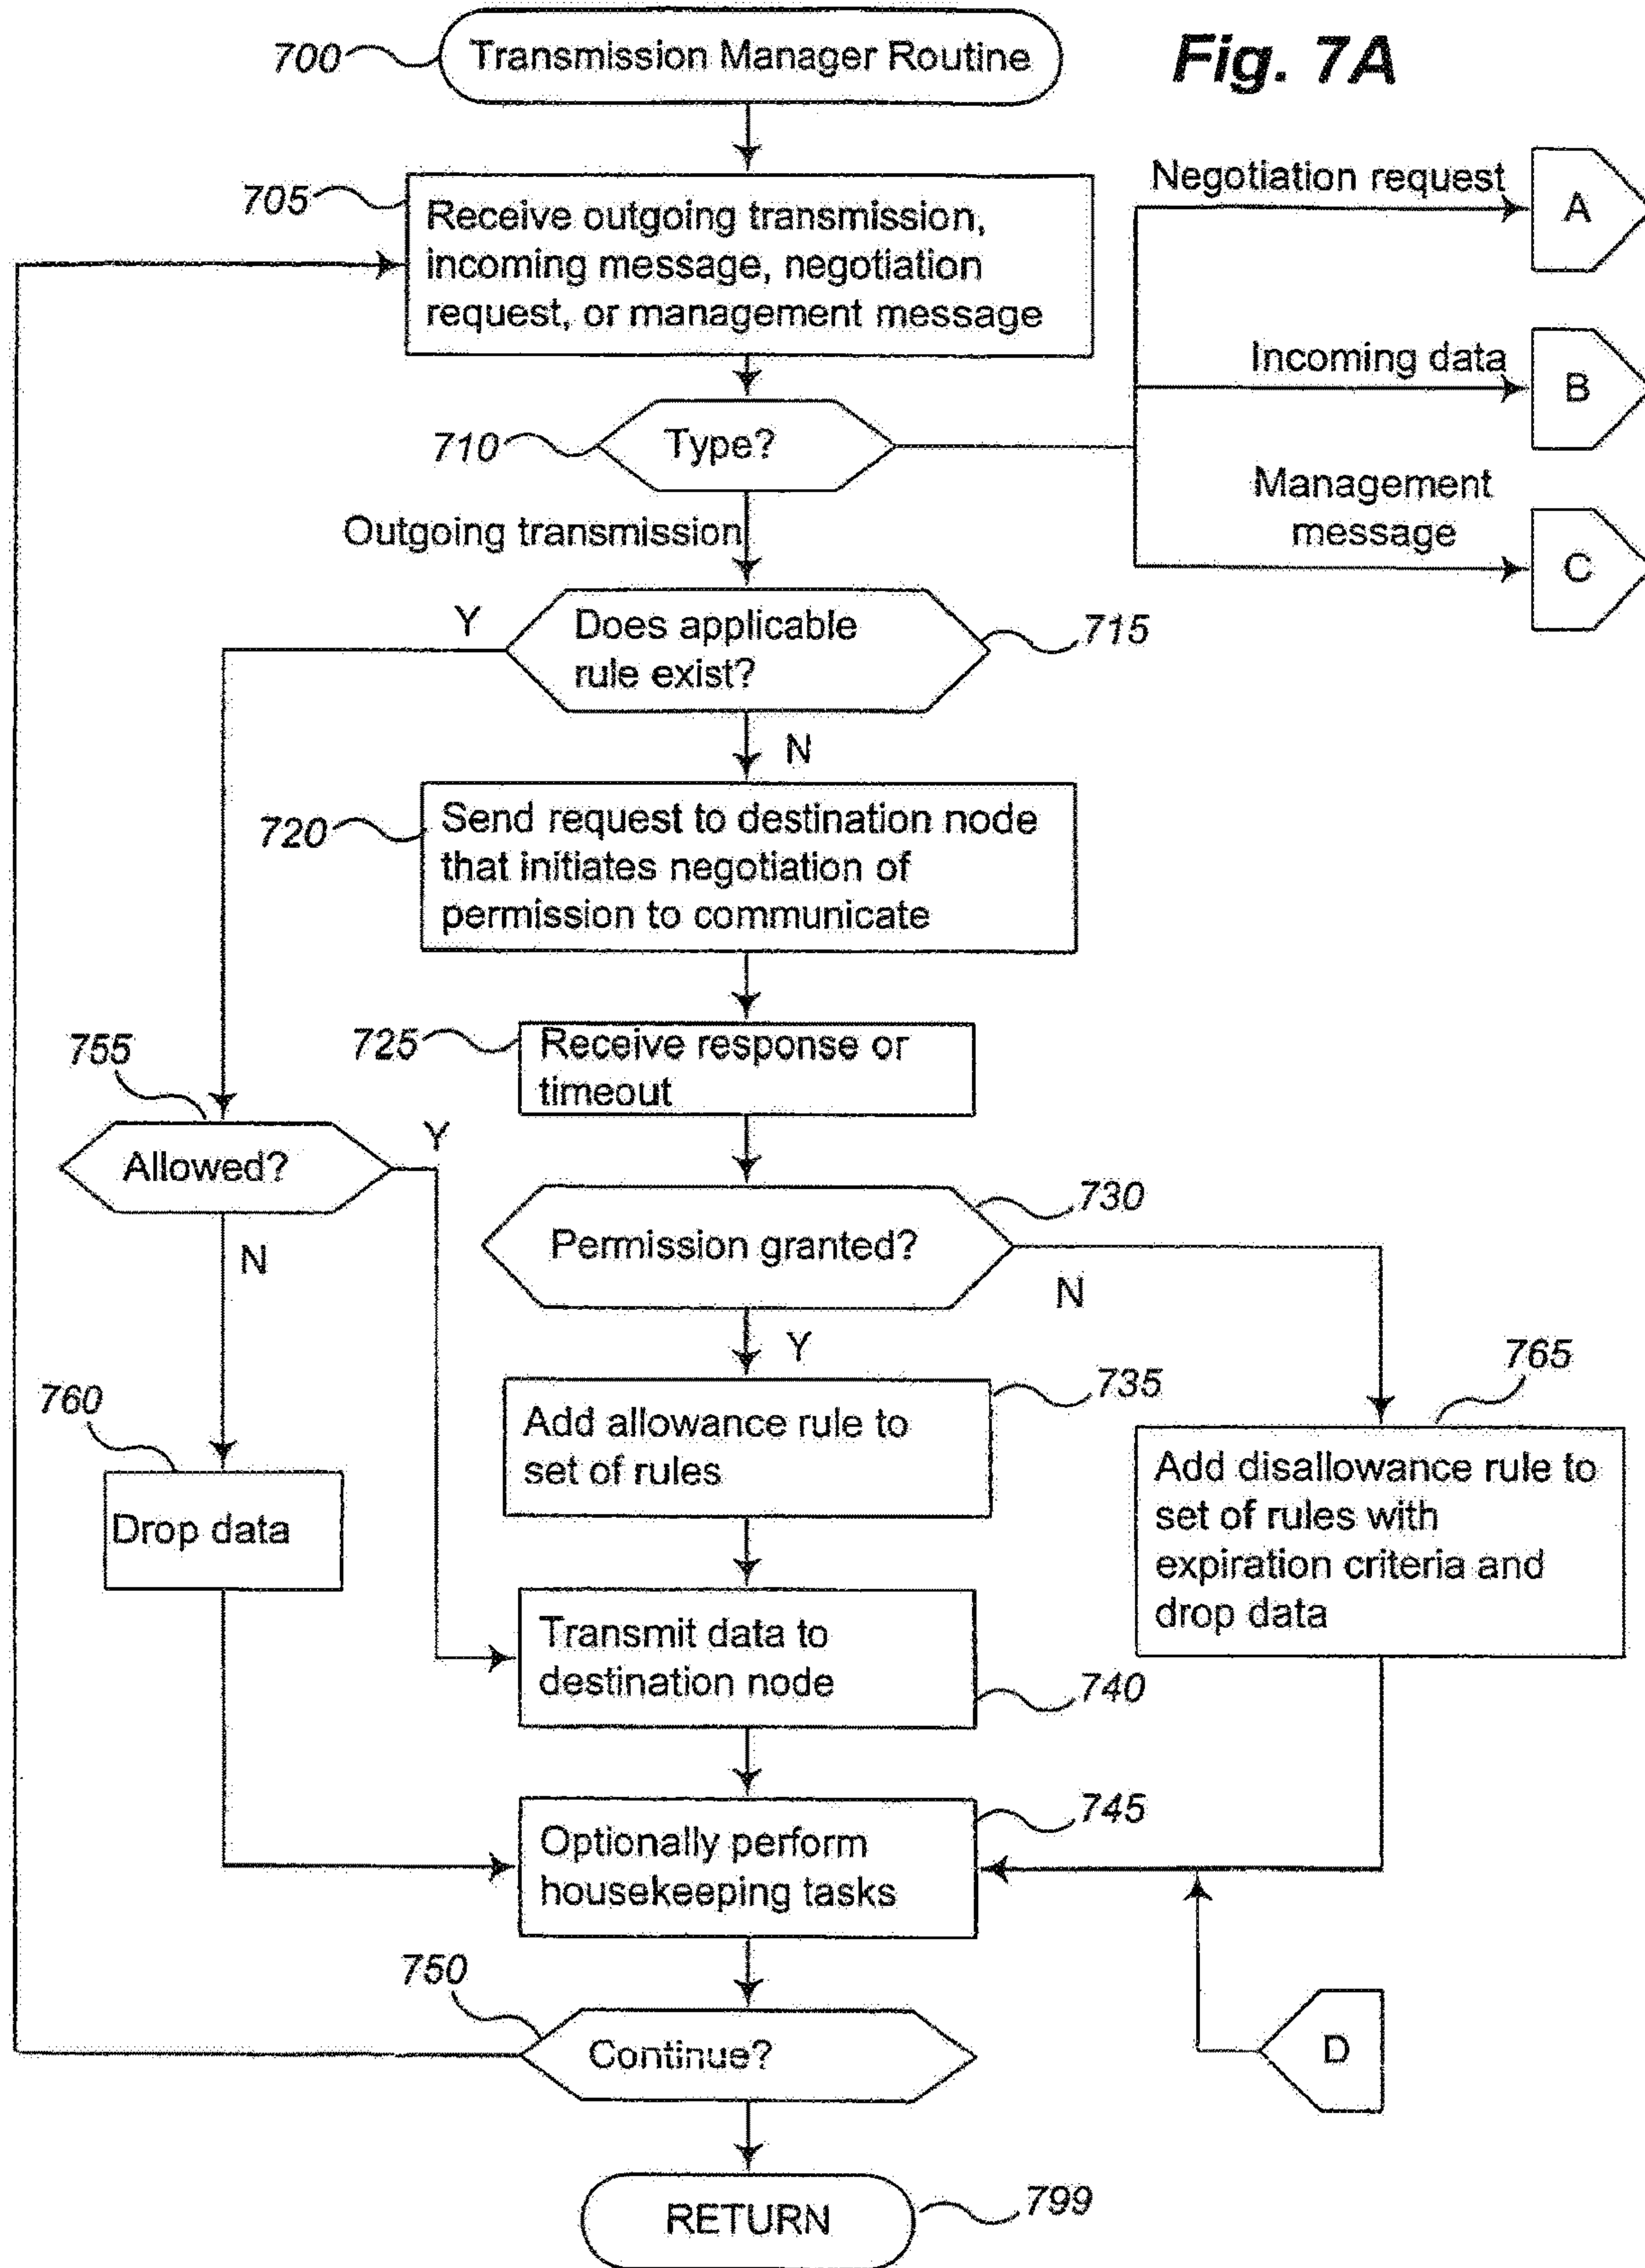 Fig. 7A
700
Transmission Manager Routine
705
Receive outgoing transmission,
incoming message, negotiation
request, or management message
Negotiation request
A
Incoming data
B
Management
message
C
710
Type?
Outgoing transmission
Y
Does applicable
rule exist?
715
N
720
Send request to destination node
that initiates negotiation of
permission to communicate
725
Receive response or
timeout
755
Allowed?
Y
N
730
Permission granted?
N
Y
735
Add allowance rule to
set of rules
765
Add disallowance rule to
set of rules with
expiration criteria and
drop data
760
Drop data
Transmit data to
destination node
740
745
Optionally perform
housekeeping tasks
750
Continue?
D
RETURN
799